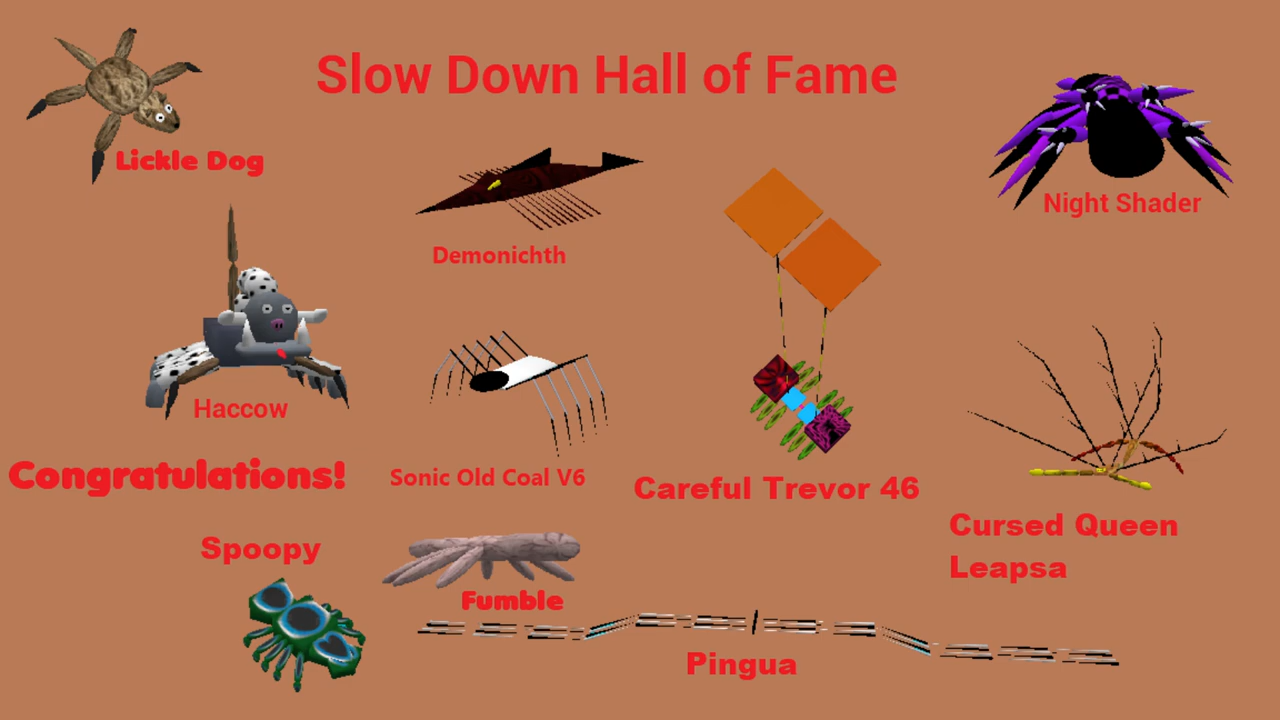 Slow Down Hall of Fame
Lickle Dog
Night Shader
Demonichth
Haccow
Congratulations!
Sonic Old Coal V6
Careful Trevor 46
Cursed Queen
Leapsa
Spoopy
Fumble
Pingua